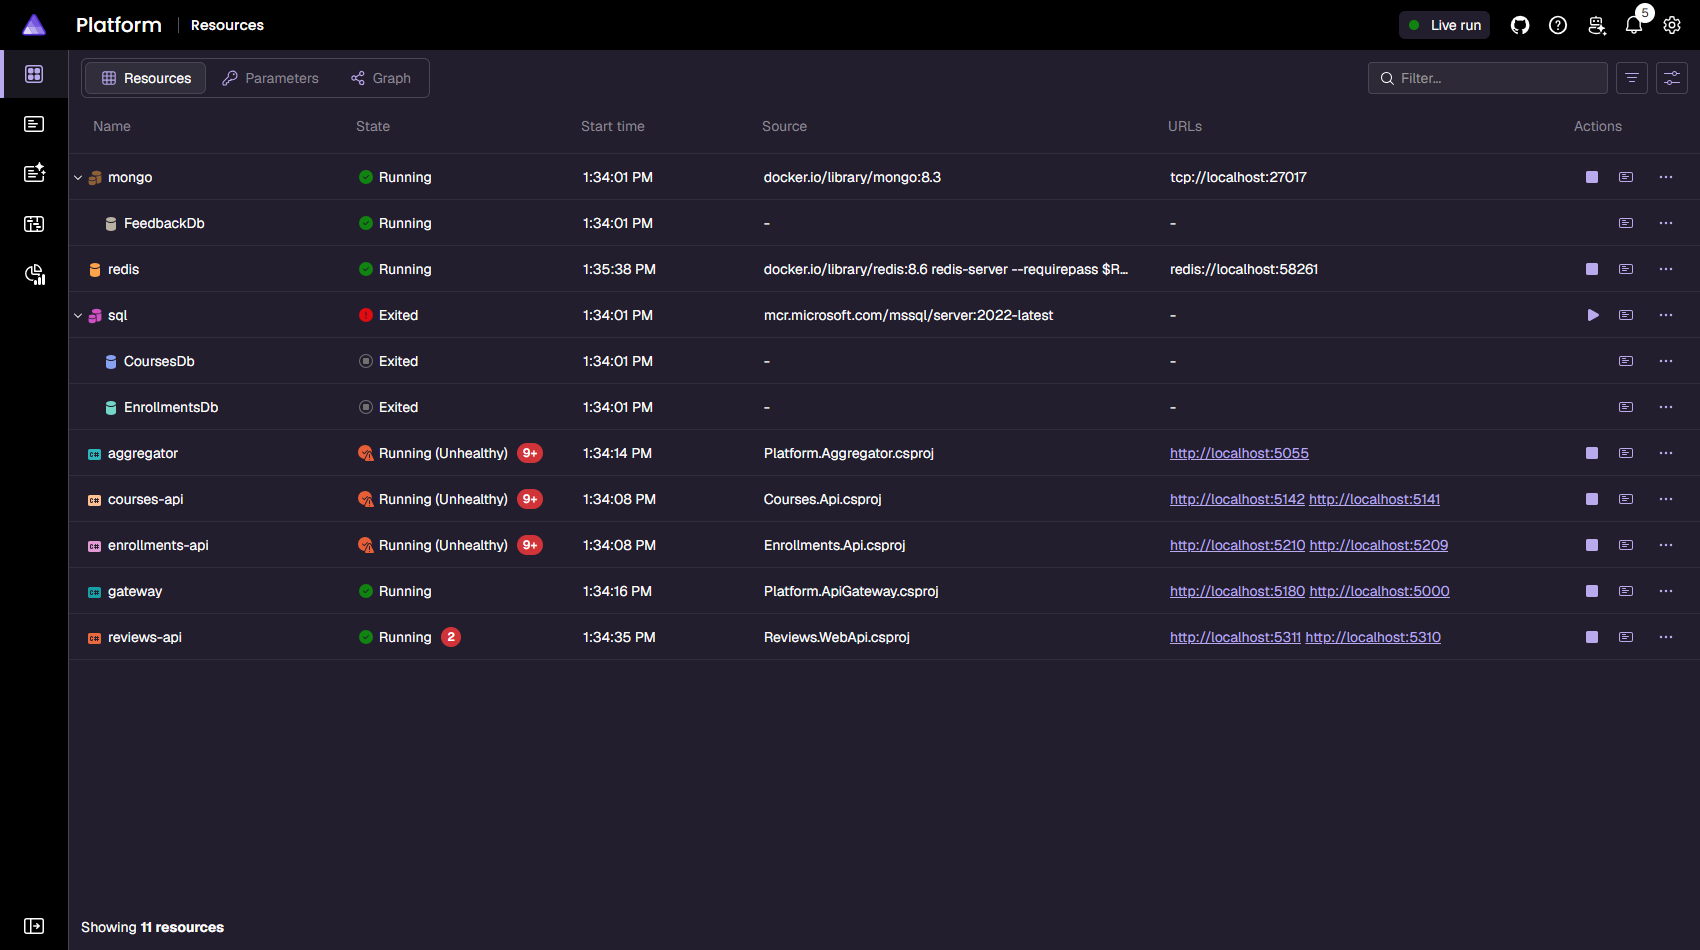 Platform Resources Live run 5
Resources Parameters Graph Filter...
Name State Start time Source URLs Actions
mongo Running 1:34:01 PM docker.io/library/mongo:8.3 tcp://localhost:27017
FeedbackDb Running 1:34:01 PM - -
redis Running 1:35:38 PM docker.io/library/redis:8.6 redis-server --requirepass $R... redis://localhost:58261
sql Exited 1:34:01 PM mcr.microsoft.com/mssql/server:2022-latest -
CoursesDb Exited 1:34:01 PM - -
EnrollmentsDb Exited 1:34:01 PM - -
C# aggregator Running (Unhealthy) 9+ 1:34:14 PM Platform.Aggregator.csproj http://localhost:5055
C# courses-api Running (Unhealthy) 9+ 1:34:08 PM Courses.Api.csproj http://localhost:5142 http://localhost:5141
C# enrollments-api Running (Unhealthy) 9+ 1:34:08 PM Enrollments.Api.csproj http://localhost:5210 http://localhost:5209
C# gateway Running 1:34:16 PM Platform.ApiGateway.csproj http://localhost:5180 http://localhost:5000
C# reviews-api Running 2 1:34:35 PM Reviews.WebApi.csproj http://localhost:5311 http://localhost:5310
Showing 11 resources